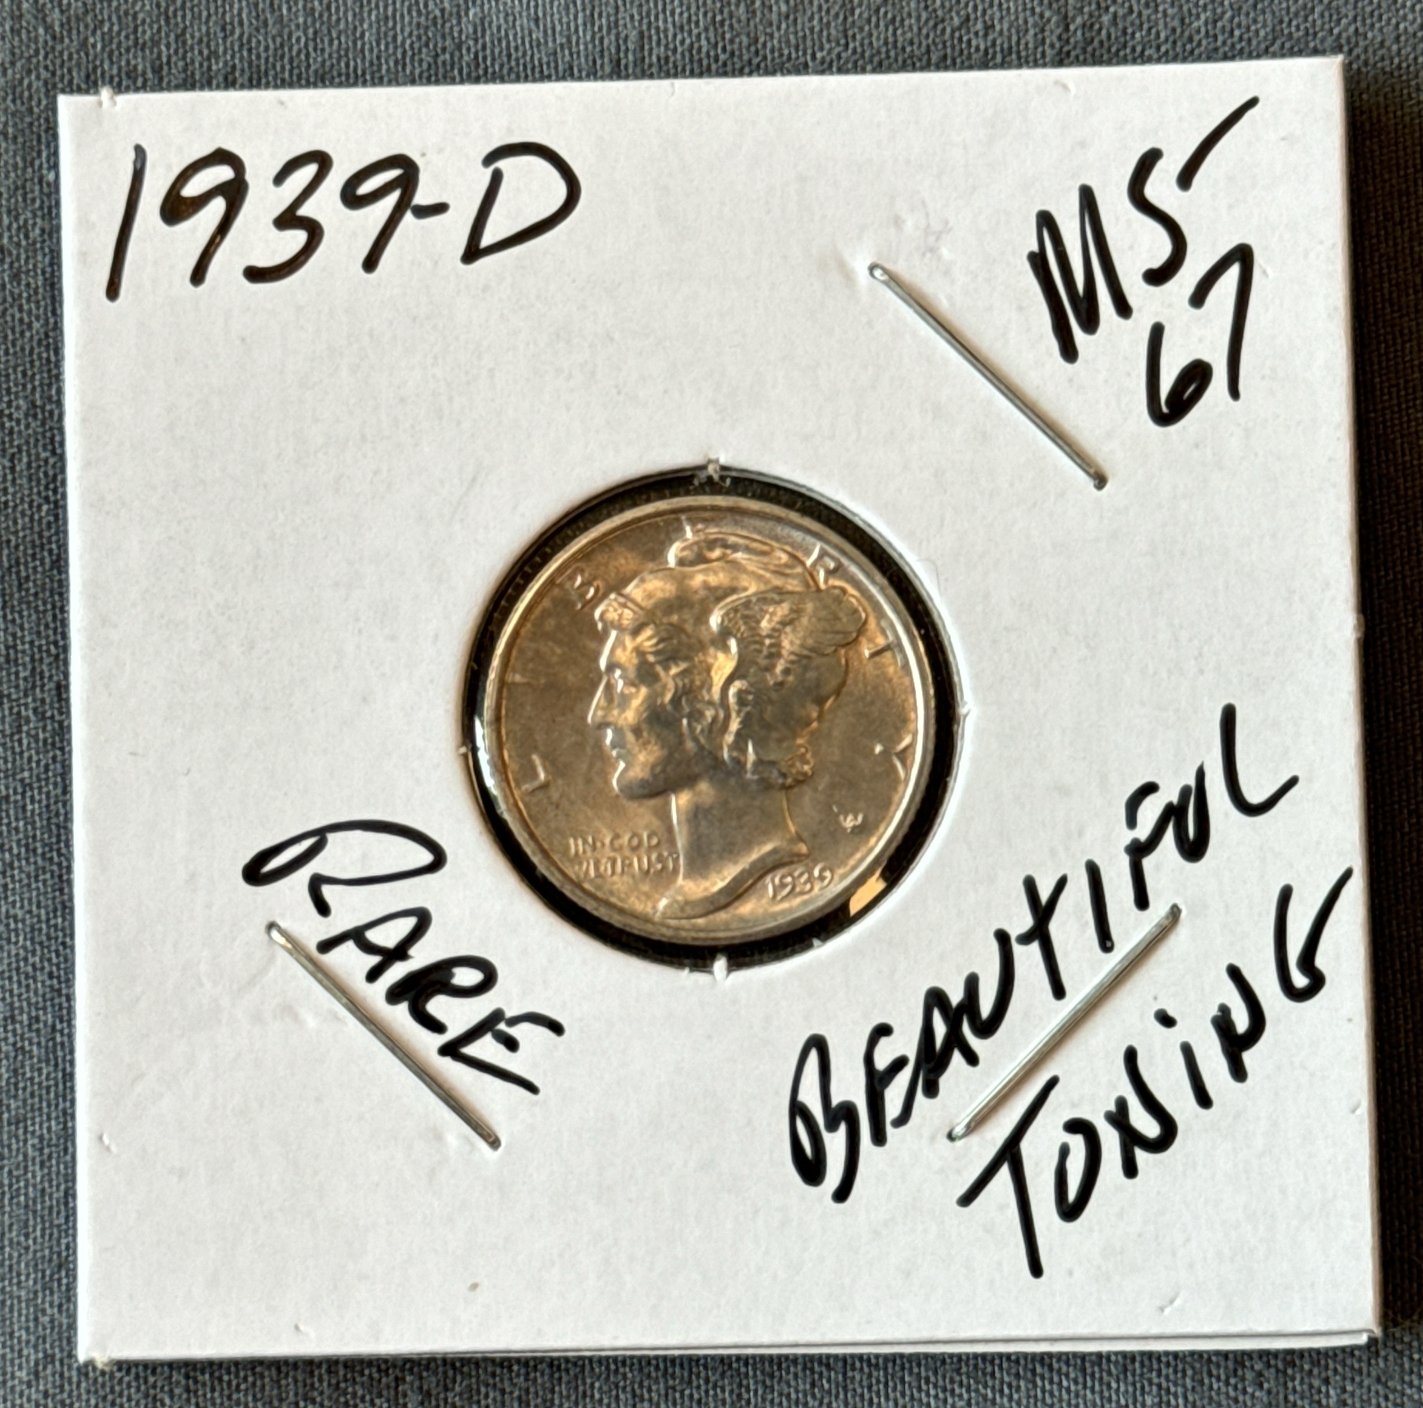 1939-D
MS-
67
LIBERTY
IN·GOD
WE·TRUST
1939
RARE
BEAUTIFUL
TONING